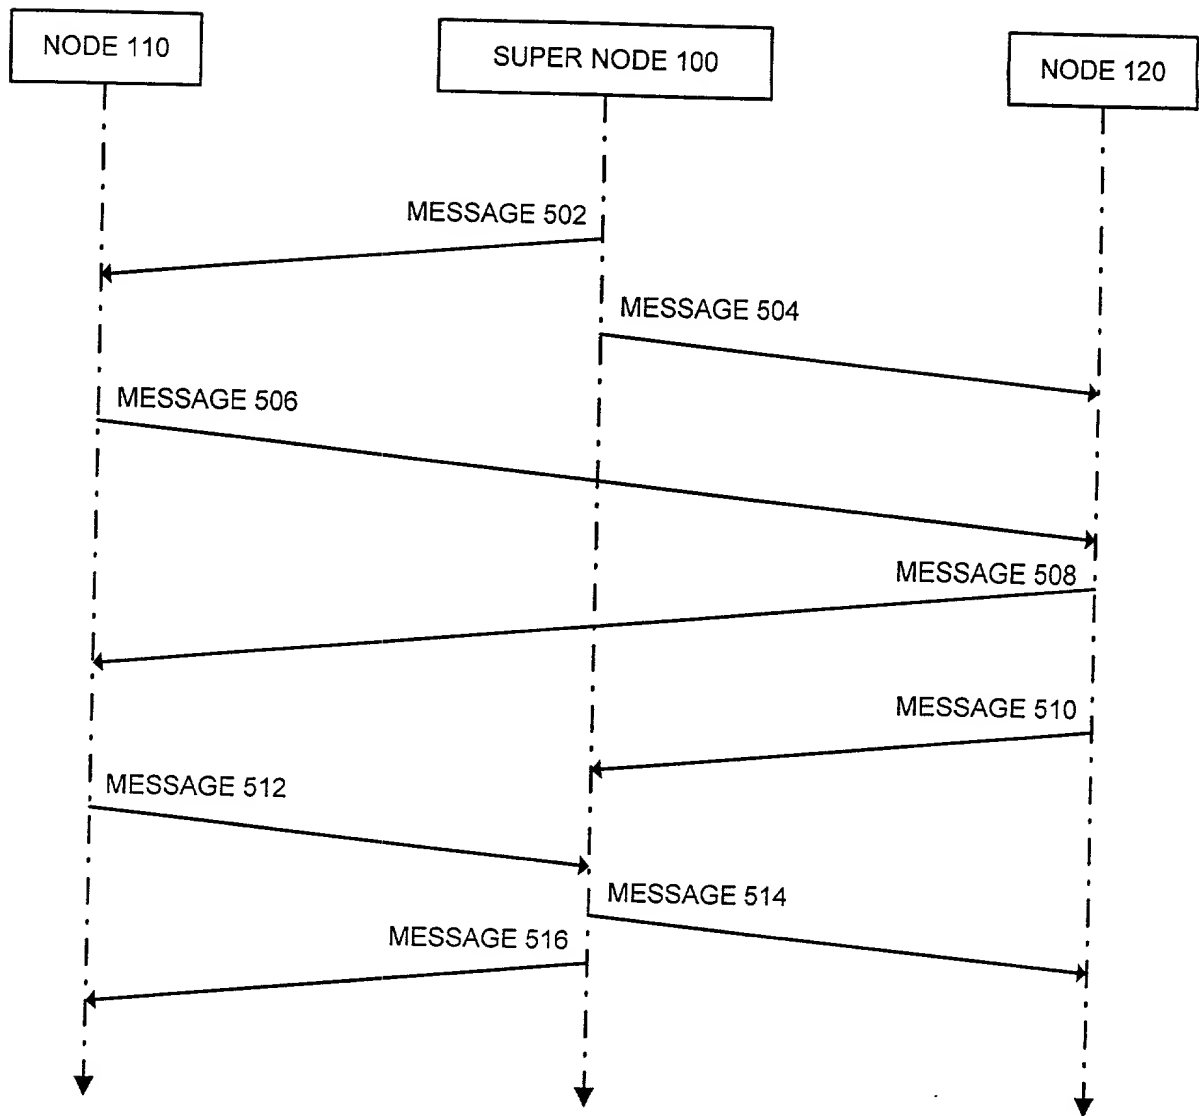 NODE 110
SUPER NODE 100
NODE 120
MESSAGE 502
MESSAGE 504
MESSAGE 506
MESSAGE 508
MESSAGE 510
MESSAGE 512
MESSAGE 514
MESSAGE 516